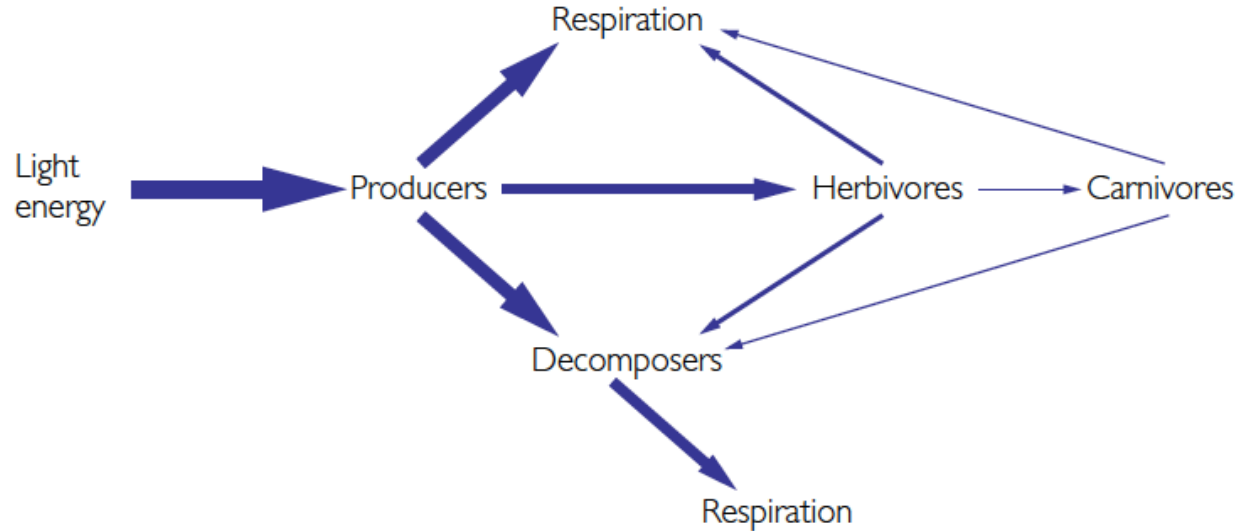 Respiration
Light
energy
Producers
Herbivores
Carnivores
Decomposers
Respiration